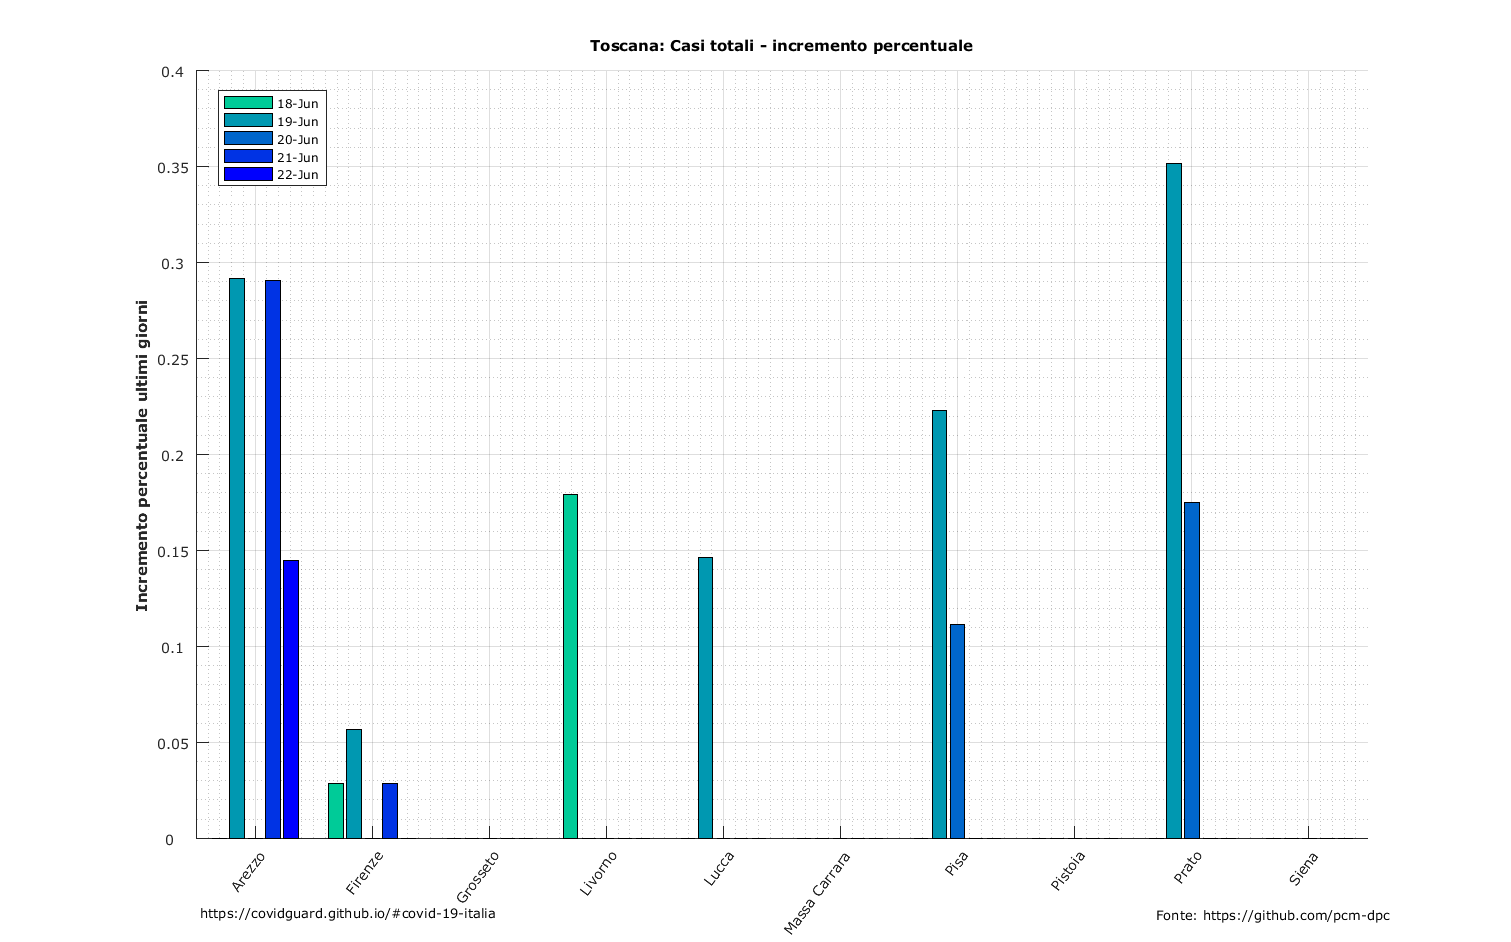 Toscana: Casi totali - incremento percentuale
0.4
0.35
0.3
0.25
0.2
0.15
0.1
0.05
0
Incremento percentuale ultimi giorni
18-Jun
19-Jun
20-Jun
21-Jun
22-Jun
Arezzo
Firenze
Grosseto
Livorno
Lucca
Massa Carrara
Pisa
Pistoia
Prato
Siena
https://covidguard.github.io/#covid-19-italia
Fonte: https://github.com/pcm-dpc